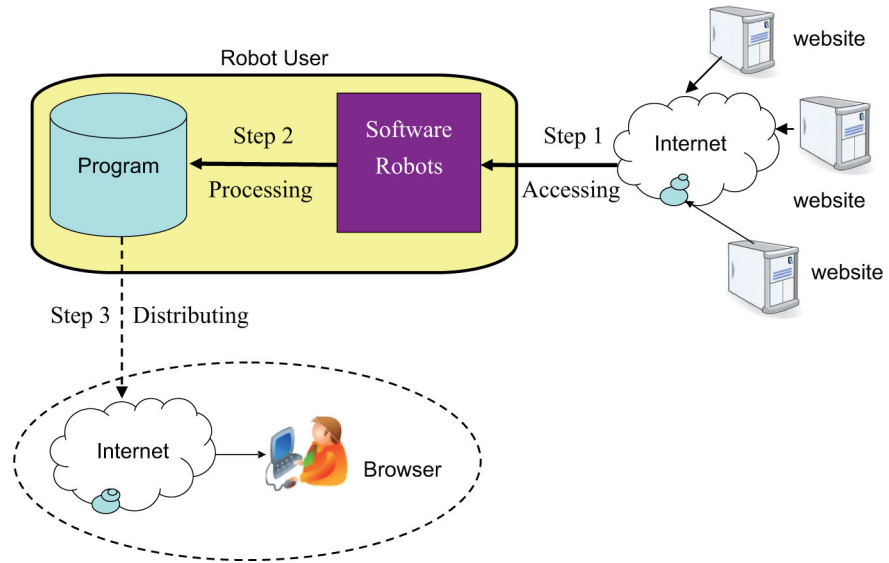 Robot User
website
Program
Step 2
Processing
Software
Robots
Step 1
Accessing
Internet
website
website
Step 3 Distributing
Internet
Browser